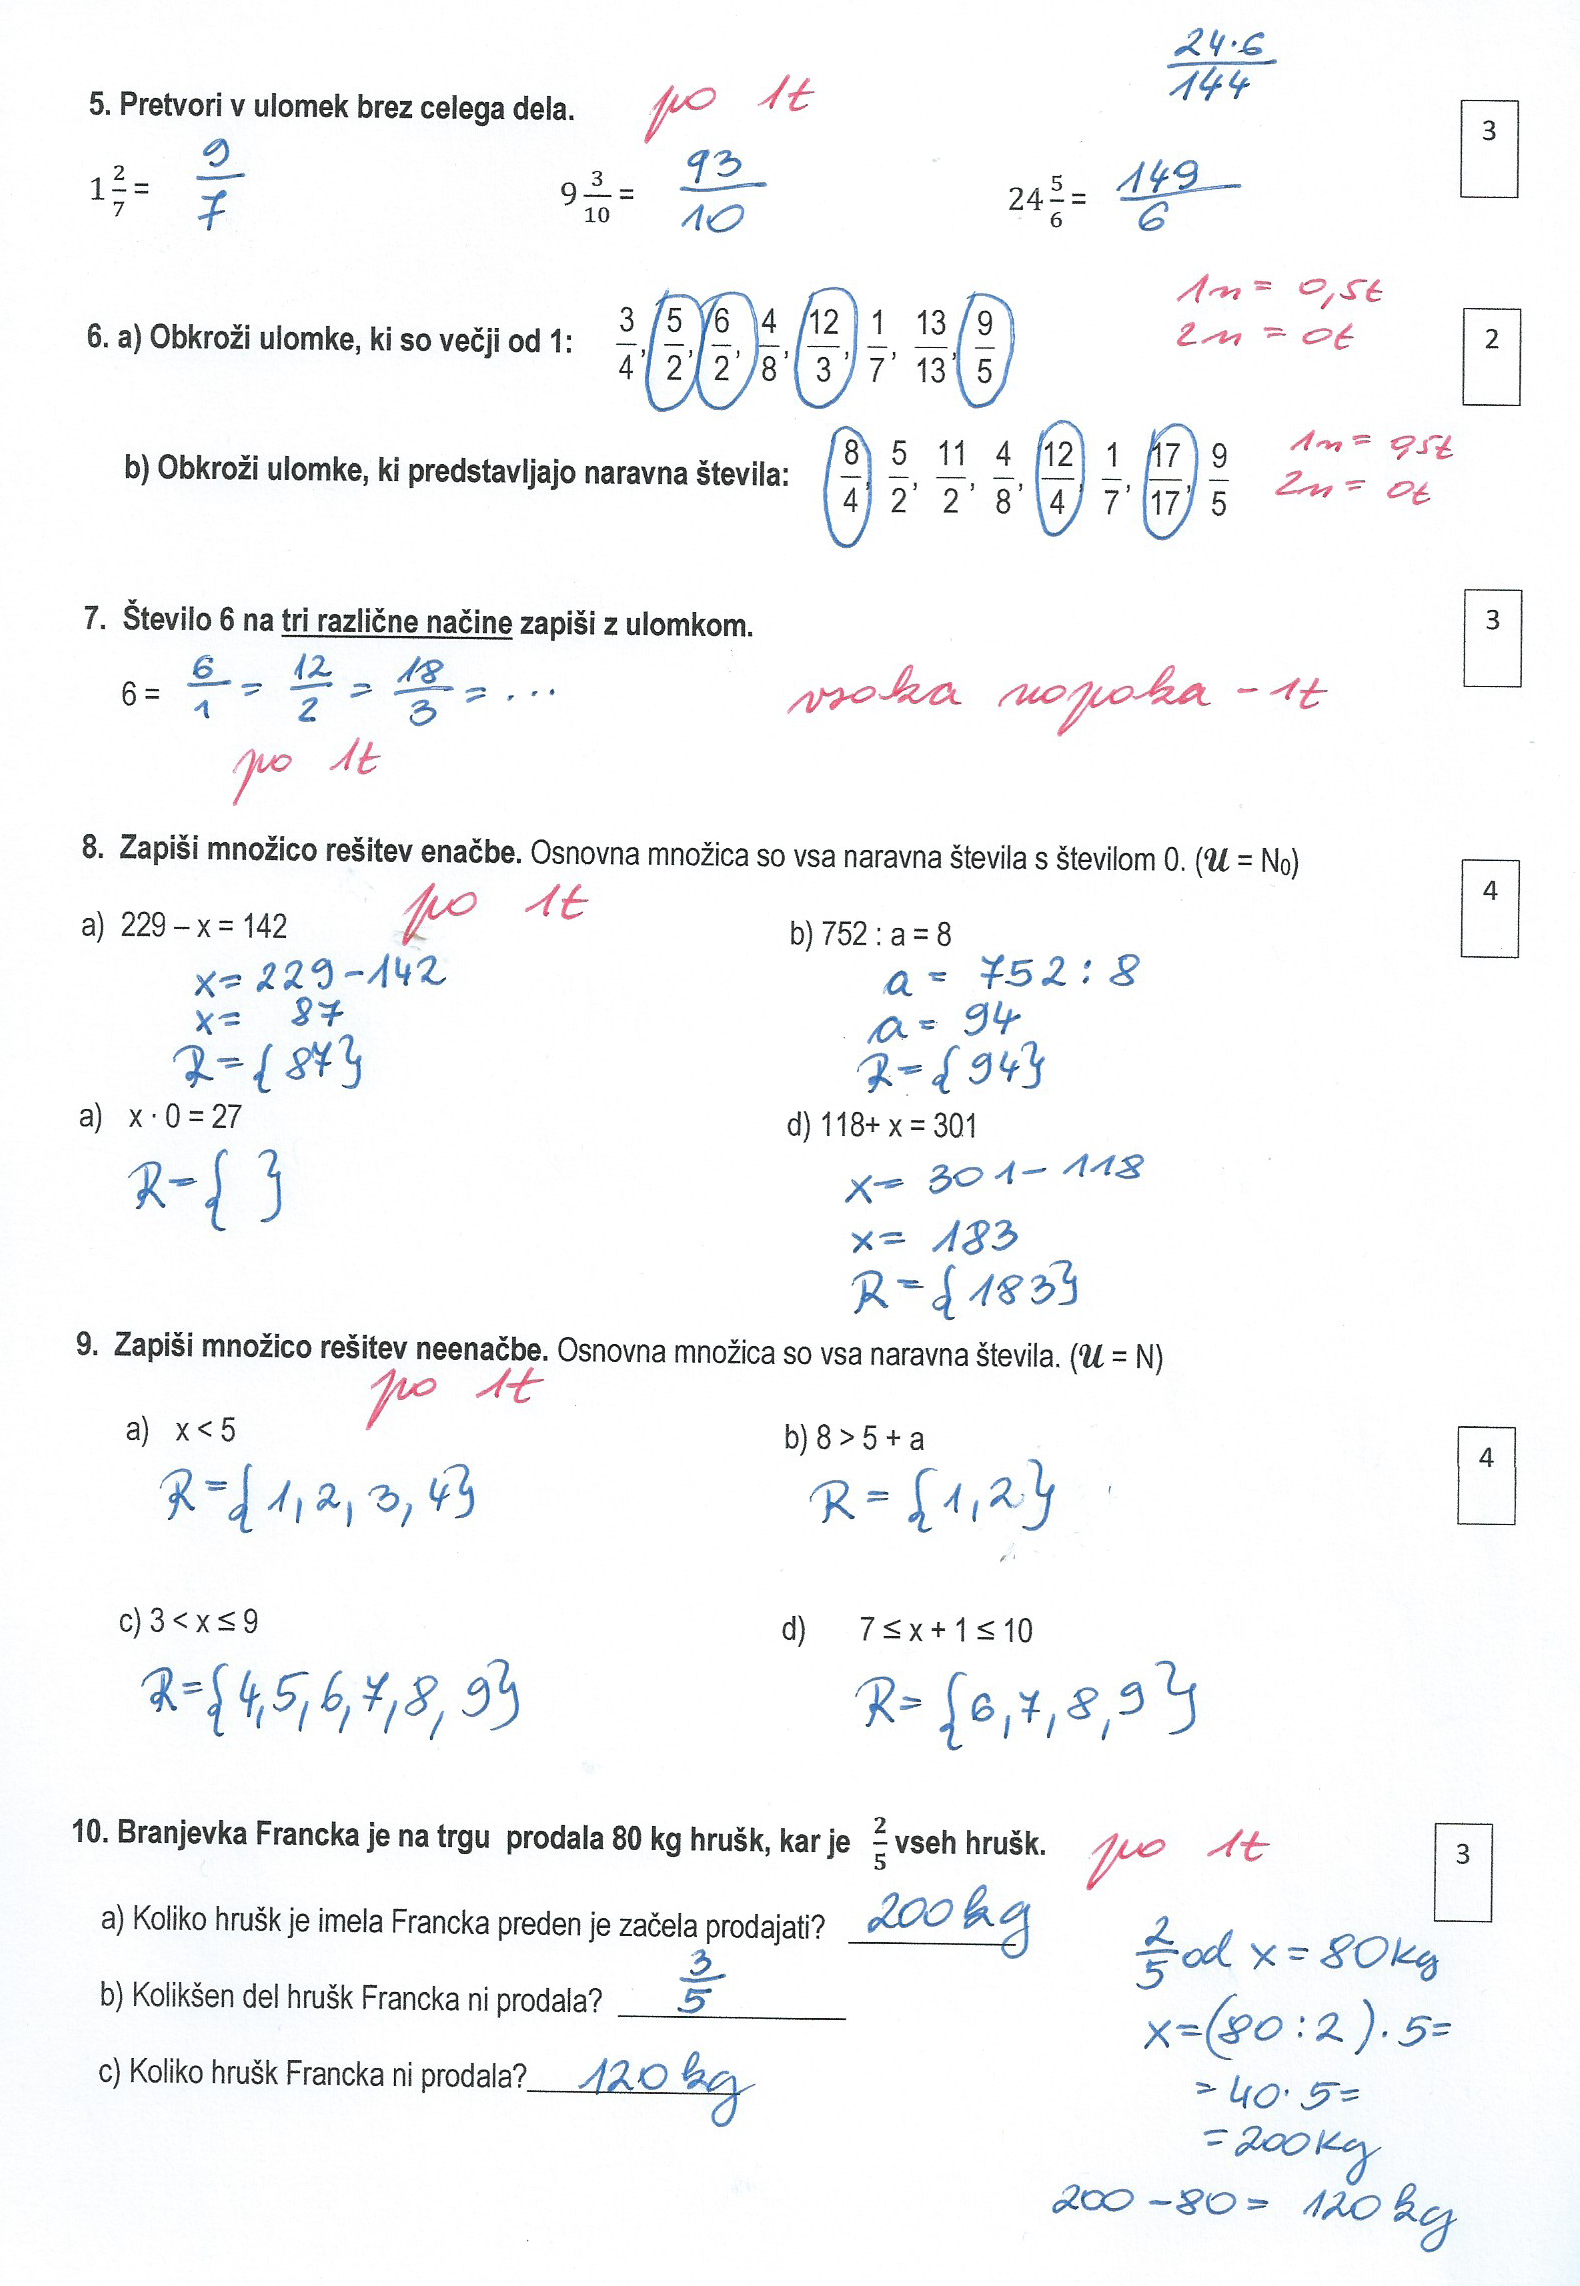 24·6
144
5. Pretvori v ulomek brez celega dela. po 1t 3
1 2/7 = 9/7 9 3/10 = 93/10 24 5/6 = 149/6
1n = 0,5t
2n = 0t
6. a) Obkroži ulomke, ki so večji od 1: 3/4, 5/2, 6/2, 4/8, 12/3, 1/7, 13/13, 9/5 2
b) Obkroži ulomke, ki predstavljajo naravna števila: 8/4, 5/2, 11/2, 4/8, 12/4, 1/7, 17/17, 9/5
1n = 0,5t
2n = 0t
7. Število 6 na tri različne načine zapiši z ulomkom. 3
6 = 6/1 = 12/2 = 18/3 = ... vsaka napaka - 1t
po 1t
8. Zapiši množico rešitev enačbe. Osnovna množica so vsa naravna števila s številom 0. (𝓤 = N₀) 4
po 1t
a) 229 – x = 142
x = 229 - 142
x = 87
R = { 87 }
b) 752 : a = 8
a = 752 : 8
a = 94
R = { 94 }
a) x · 0 = 27
R = { }
d) 118+ x = 301
x = 301 - 118
x = 183
R = { 183 }
9. Zapiši množico rešitev neenačbe. Osnovna množica so vsa naravna števila. (𝓤 = N)
po 1t
a) x < 5
R = { 1, 2, 3, 4 }
b) 8 > 5 + a 4
R = { 1, 2 }
c) 3 < x ≤ 9
R = { 4, 5, 6, 7, 8, 9 }
d) 7 ≤ x + 1 ≤ 10
R = { 6, 7, 8, 9 }
10. Branjevka Francka je na trgu prodala 80 kg hrušk, kar je 2/5 vseh hrušk. po 1t 3
a) Koliko hrušk je imela Francka preden je začela prodajati? 200 kg
b) Kolikšen del hrušk Francka ni prodala? 3/5
c) Koliko hrušk Francka ni prodala? 120 kg
2/5 od x = 80 kg
x = (80 : 2) · 5 =
= 40 · 5 =
= 200 kg
200 - 80 = 120 kg